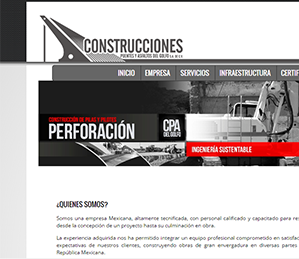 CONSTRUCCIONES
PUENTES Y ASFALTOS DEL GOLFO S.A. DE C.V.
INICIO EMPRESA SERVICIOS INFRAESTRUCTURA CERTIF
CONSTRUCCIÓN DE PILAS Y PILOTES
PERFORACIÓN
CPA
DEL GOLFO
INGENIERÍA SUSTENTABLE
¿QUIENES SOMOS?
Somos una empresa Mexicana, altamente tecnificada, con personal calificado y capacitado para re
desde la concepción de un proyecto hasta su culminación en obra.
La experiencia adquirida nos ha permitido integrar un equipo profesional comprometido en satisfac
expectativas de nuestros clientes, construyendo obras de gran envergadura en diversas partes
República Mexicana.